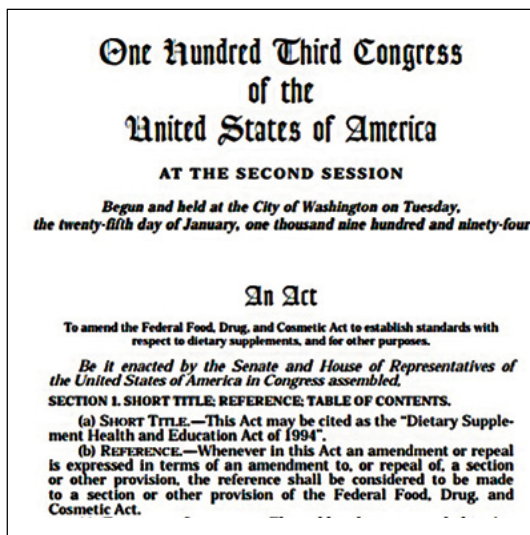 One Hundred Third Congress
of the
United States of America
AT THE SECOND SESSION
Begun and held at the City of Washington on Tuesday,
the twenty-fifth day of January, one thousand nine hundred and ninety-four
An Act
To amend the Federal Food, Drug, and Cosmetic Act to establish standards with
respect to dietary supplements, and for other purposes.
Be it enacted by the Senate and House of Representatives of
the United States of America in Congress assembled,
SECTION 1. SHORT TITLE; REFERENCE; TABLE OF CONTENTS.
(a) SHORT TITLE.—This Act may be cited as the “Dietary Supple-
ment Health and Education Act of 1994”.
(b) REFERENCE.—Whenever in this Act an amendment or repeal
is expressed in terms of an amendment to, or repeal of, a section
or other provision, the reference shall be considered to be made
to a section or other provision of the Federal Food, Drug, and
Cosmetic Act.